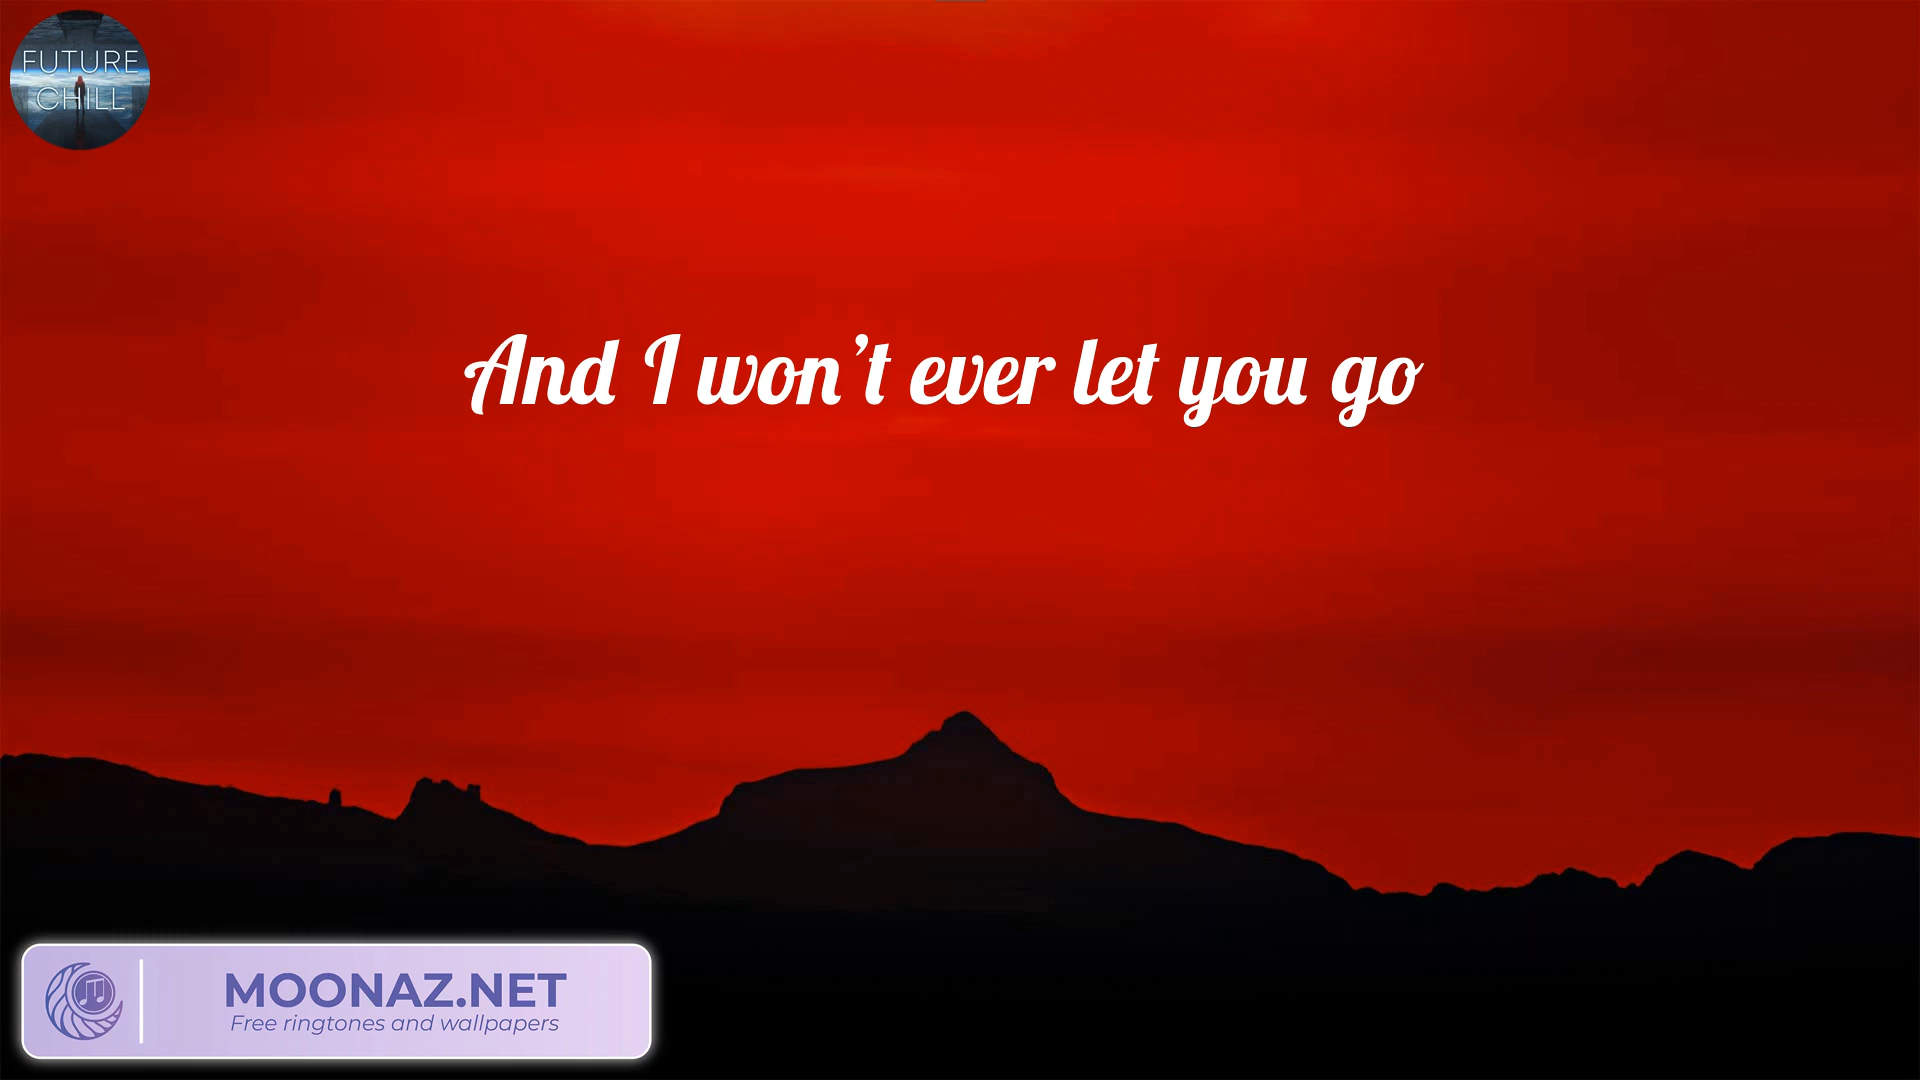 FUTURE
CHILL
And I won't ever let you go
MOONAZ.NET
Free ringtones and wallpapers